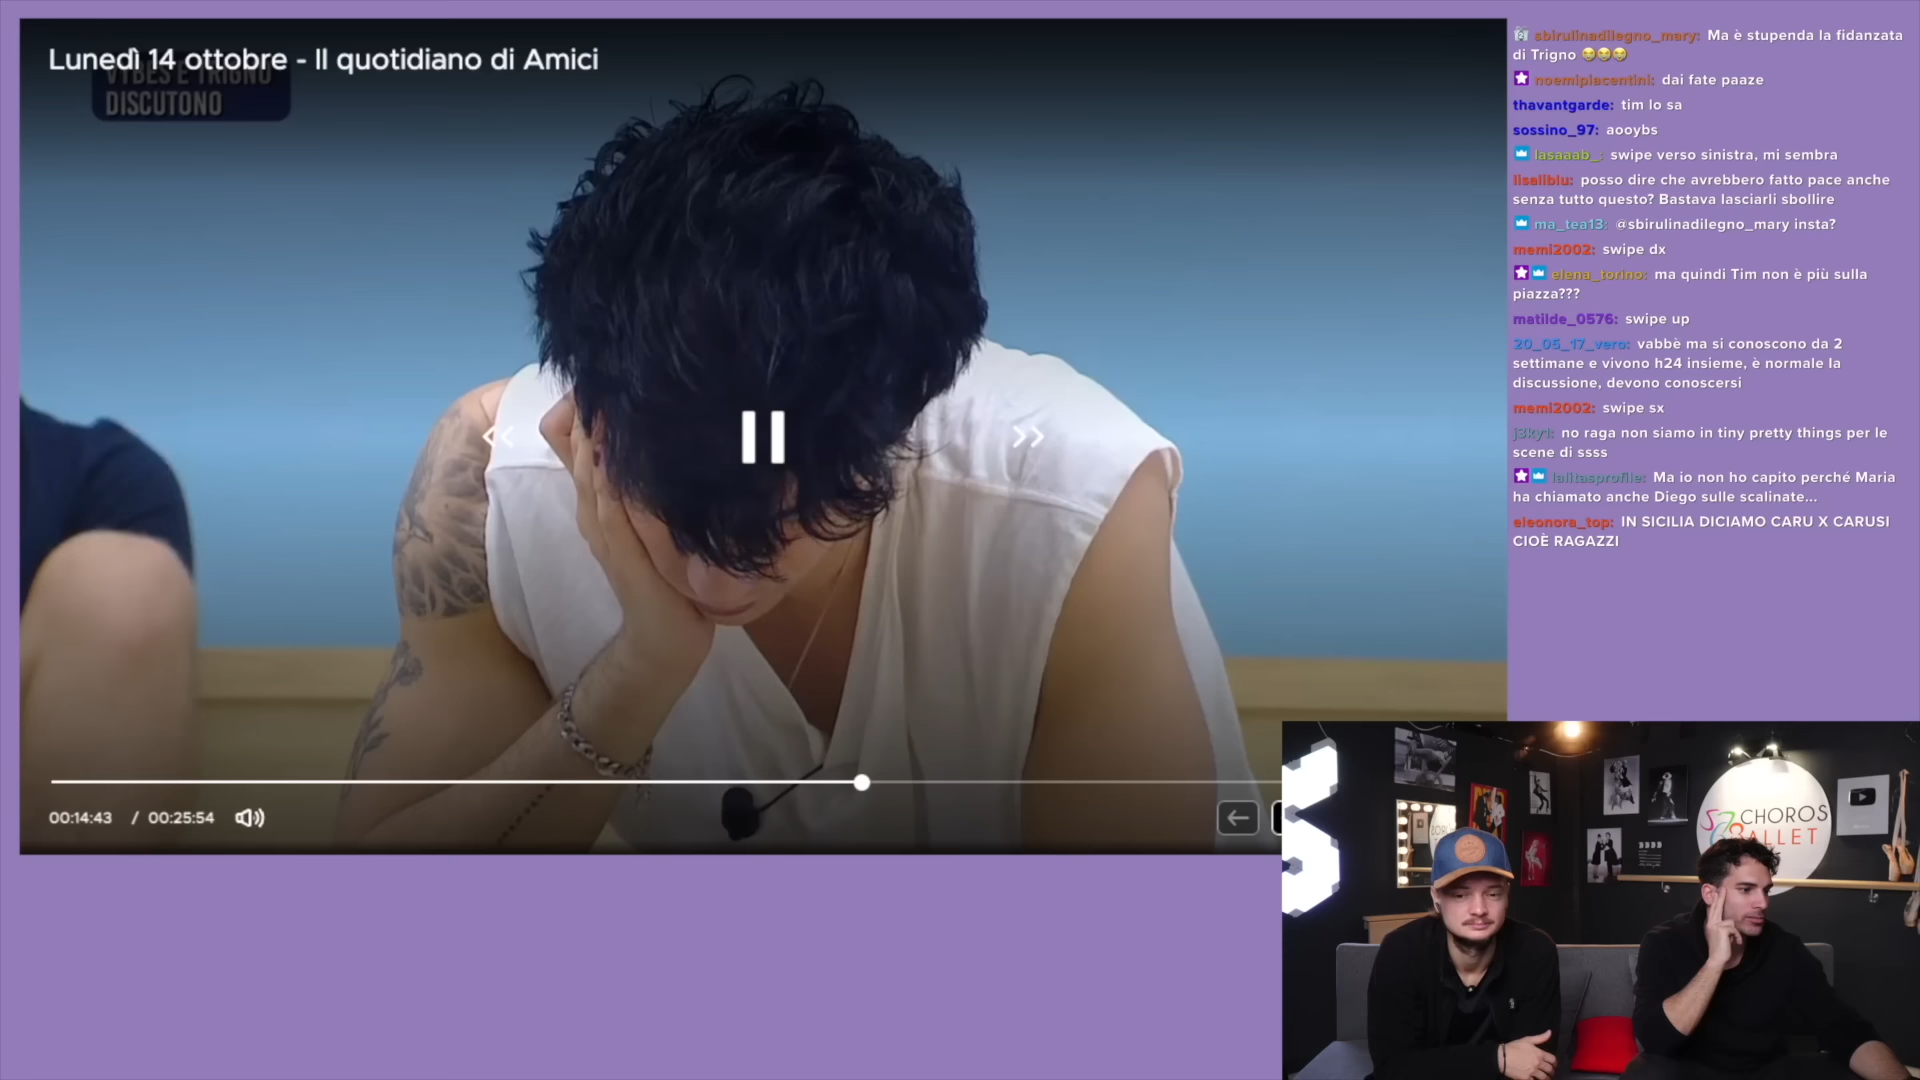 Lunedì 14 ottobre - Il quotidiano di Amici
VYBES E TRIGNO
DISCUTONO
00:14:43 / 00:25:54
sbirulinadilegno_mary: Ma è stupenda la fidanzata
di Trigno 😂😂😂
noemipiacentini: dai fate paaze
thavantgarde: tim lo sa
sossino_97: aooybs
lasaaab_: swipe verso sinistra, mi sembra
lisaliblu: posso dire che avrebbero fatto pace anche
senza tutto questo? Bastava lasciarli sbollire
ma_tea13: @sbirulinadilegno_mary insta?
memi2002: swipe dx
elena_torino: ma quindi Tim non è più sulla
piazza???
matilde_0576: swipe up
20_05_17_vero: vabbè ma si conoscono da 2
settimane e vivono h24 insieme, è normale la
discussione, devono conoscersi
memi2002: swipe sx
j3ky1: no raga non siamo in tiny pretty things per le
scene di ssss
lalitasprofile: Ma io non ho capito perché Maria
ha chiamato anche Diego sulle scalinate...
eleonora_top: IN SICILIA DICIAMO CARU X CARUSI
CIOÈ RAGAZZI
CHOROS
BALLET